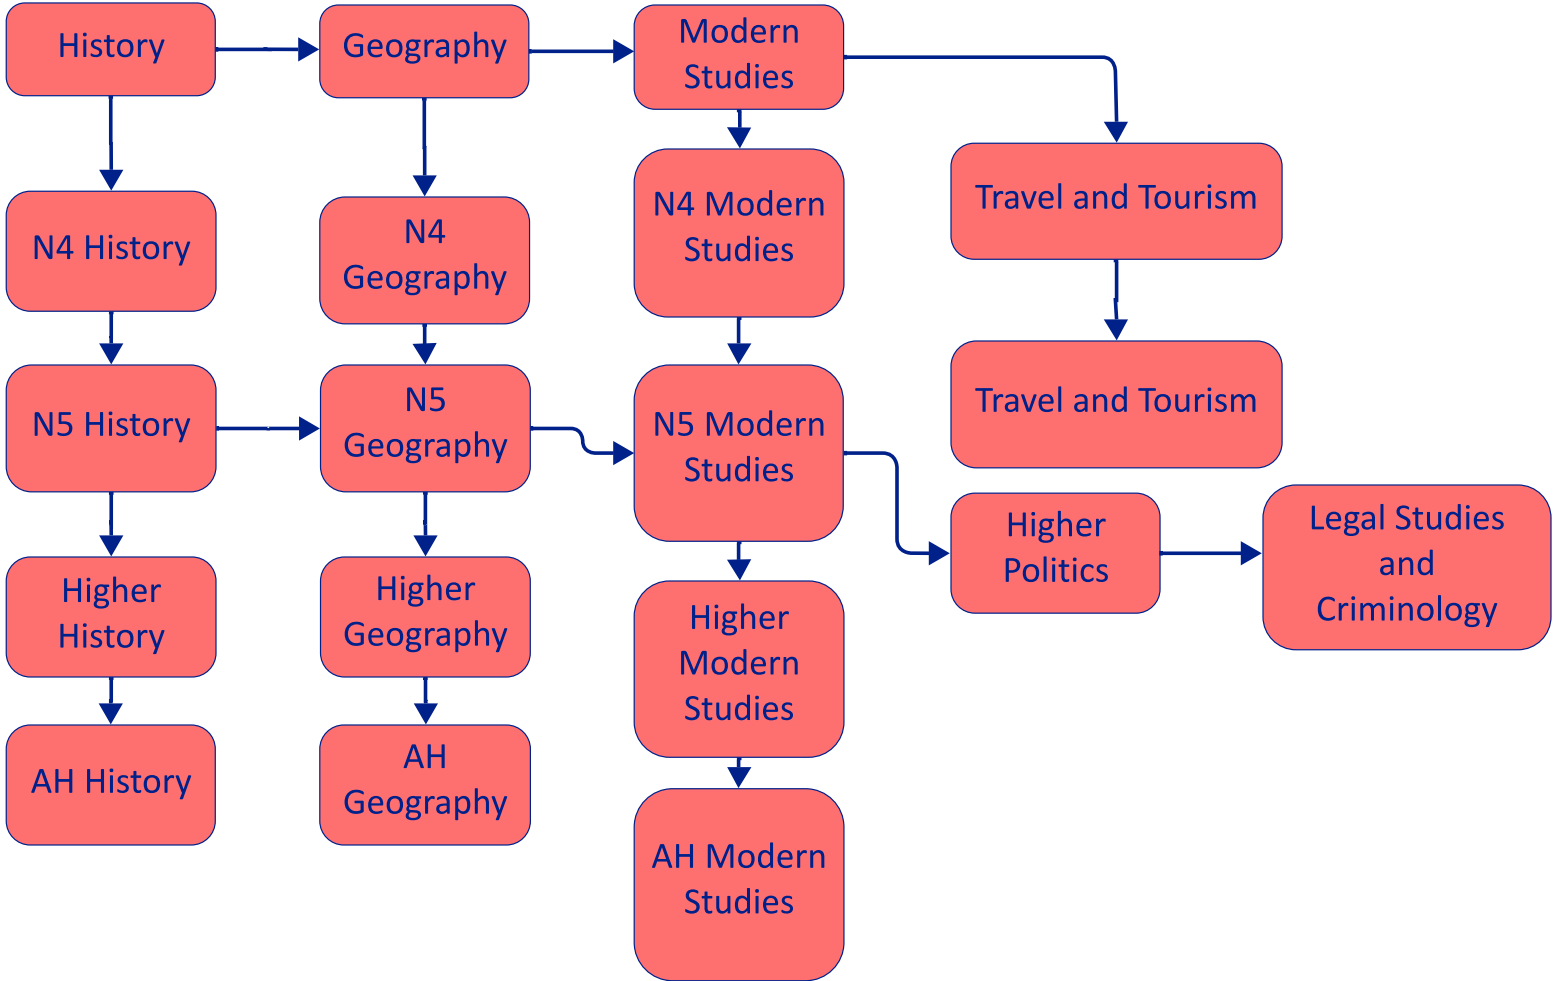 History
Geography
Modern
Studies
Travel and Tourism
N4 History
N4
Geography
N4 Modern
Studies
Travel and Tourism
N5 History
N5
Geography
N5 Modern
Studies
Higher
Politics
Legal Studies
and
Criminology
Higher
History
Higher
Geography
Higher
Modern
Studies
AH History
AH
Geography
AH Modern
Studies